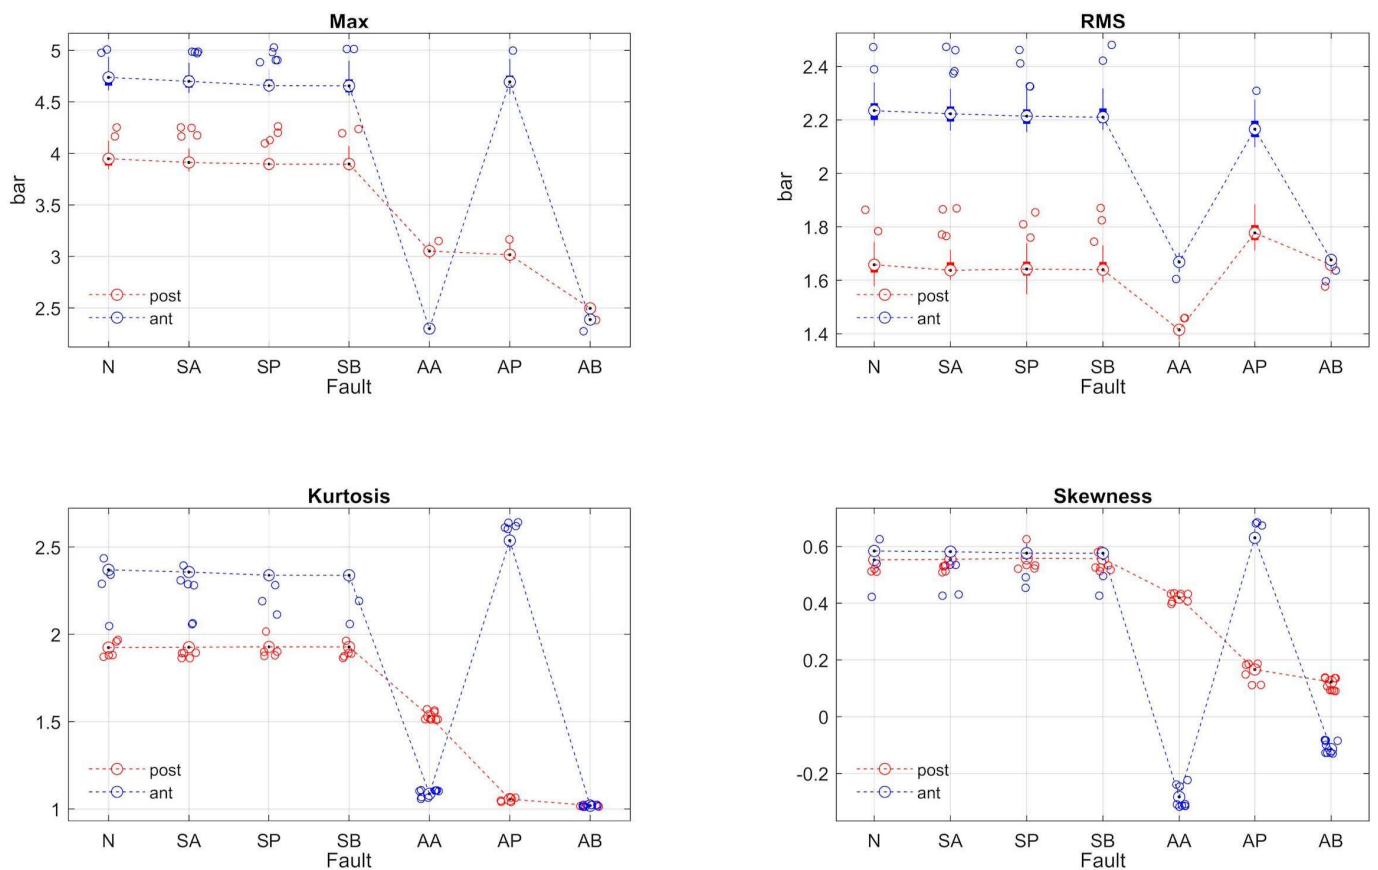 Max
5
4.5
4
3.5
3
2.5
bar
post
ant
N SA SP SB AA AP AB
Fault
RMS
2.4
2.2
2
1.8
1.6
1.4
bar
post
ant
N SA SP SB AA AP AB
Fault
Kurtosis
2.5
2
1.5
1
post
ant
N SA SP SB AA AP AB
Fault
Skewness
0.6
0.4
0.2
0
-0.2
post
ant
N SA SP SB AA AP AB
Fault